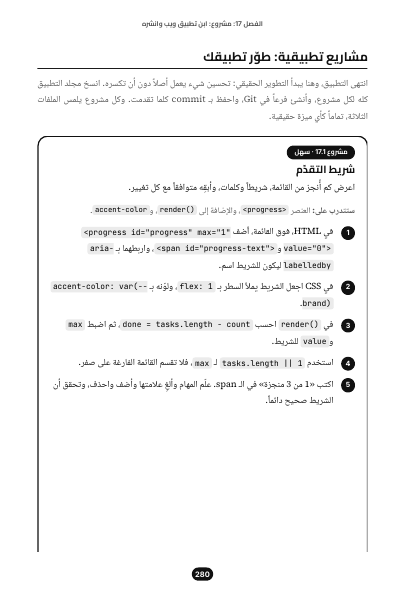 الفصل 17: مشروع: ابن تطبيق ويب وانشره
مشاريع تطبيقية: طوّر تطبيقك
انتهى التطبيق، وهنا يبدأ التطوير الحقيقي: تحسين شيء يعمل أصلاً دون أن تكسره. انسخ مجلد التطبيق
كله لكل مشروع، وأنشئ فرعاً في Git، واحفظ بـ commit كلما تقدمت. وكل مشروع يلمس الملفات
الثلاثة، تماماً كأي ميزة حقيقية.
مشروع 17.1 · سهل
شريط التقدّم
اعرض كم أُنجز من القائمة، شريطاً وكلمات، وأبقه متوافقاً مع كل تغيير.
ستتدرب على: العنصر <progress>، والإضافة إلى render()، و accent-color.
1 في HTML، فوق القائمة، أضف <progress id="progress" max="1"
value="0"> و <span id="progress-text">، واربطهما بـ aria-
labelledby ليكون للشريط اسم.
2 في CSS اجعل الشريط يملأ السطر بـ flex: 1، ولوّنه بـ accent-color: var(--
brand).
3 في render() احسب done = tasks.length - count، ثم اضبط max
و value للشريط.
4 استخدم tasks.length || 1 لـ max، فلا تقسم القائمة الفارغة على صفر.
5 اكتب «1 من 3 منجزة» في الـ span. علّم المهام وألغِ علامتها وأضف واحذف، وتحقق أن
الشريط صحيح دائماً.
280